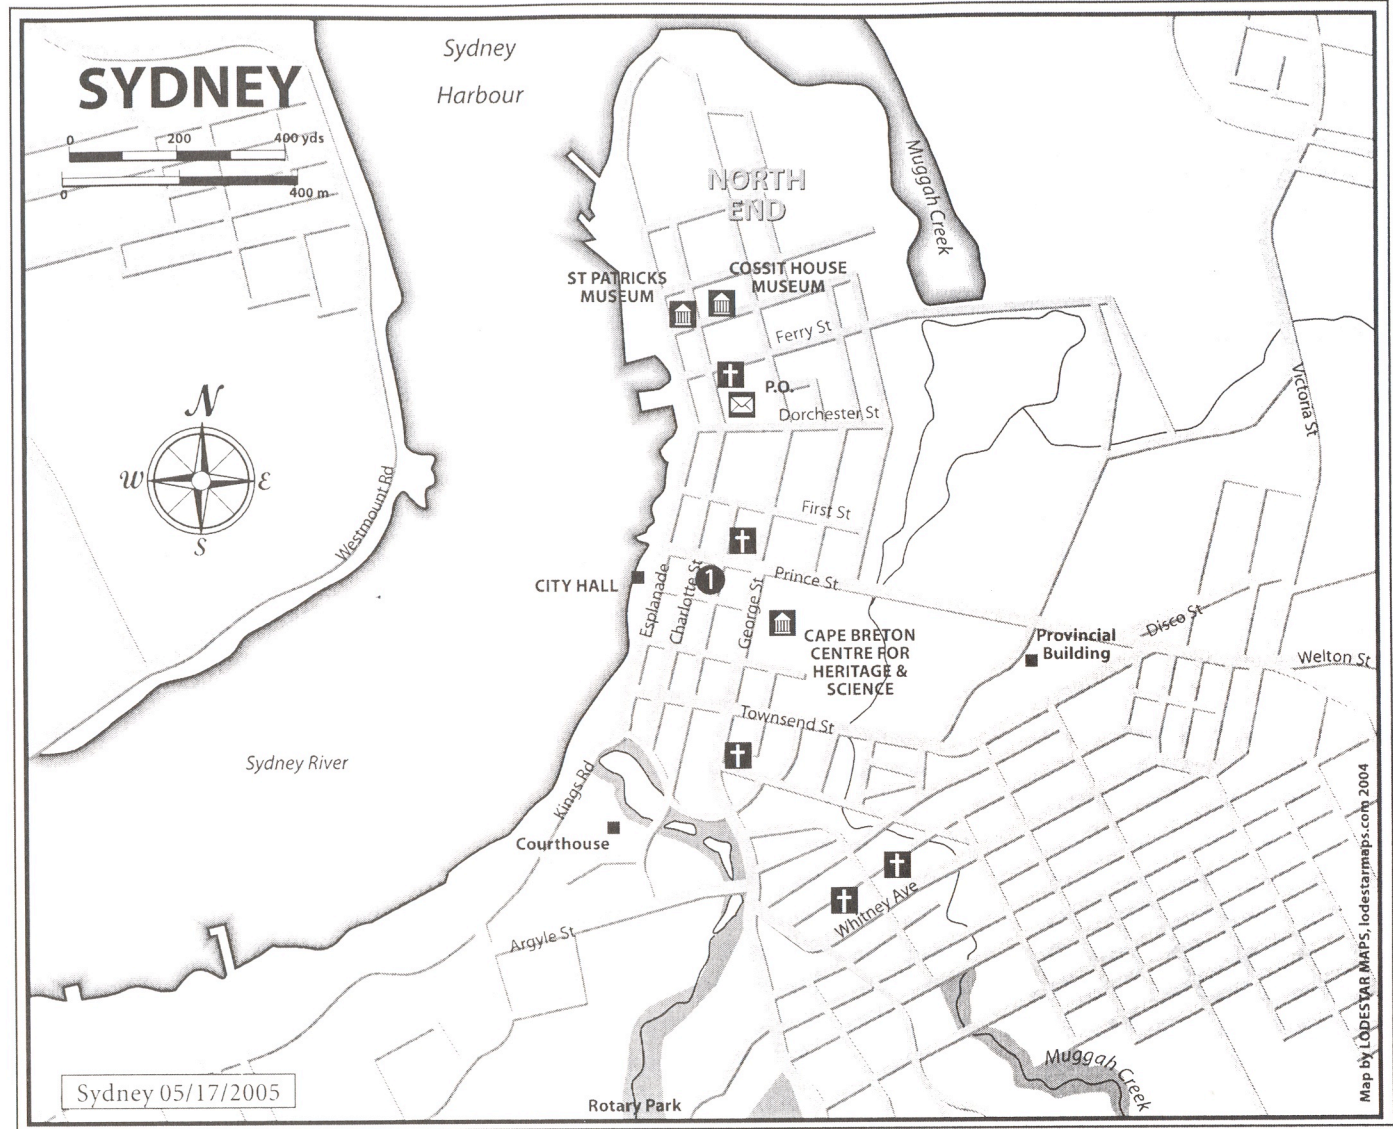 SYDNEY
0 200 400 yds
0 400 m
Sydney
Harbour
Muggah Creek
NORTH
END
ST PATRICKS
MUSEUM
COSSIT HOUSE
MUSEUM
Ferry St
P.O.
Dorchester St
Victoria St
N
W E
S
Westmount Rd
First St
CITY HALL
Esplanade
Charlotte St
1
George St
Prince St
CAPE BRETON
CENTRE FOR
HERITAGE &
SCIENCE
Provincial
Building
Disco St
Welton St
Townsend St
Sydney River
Kings Rd
Courthouse
Argyle St
Whitney Ave
Muggah Creek
Rotary Park
Sydney 05/17/2005
Map by LODESTAR MAPS, lodestarmaps.com 2004